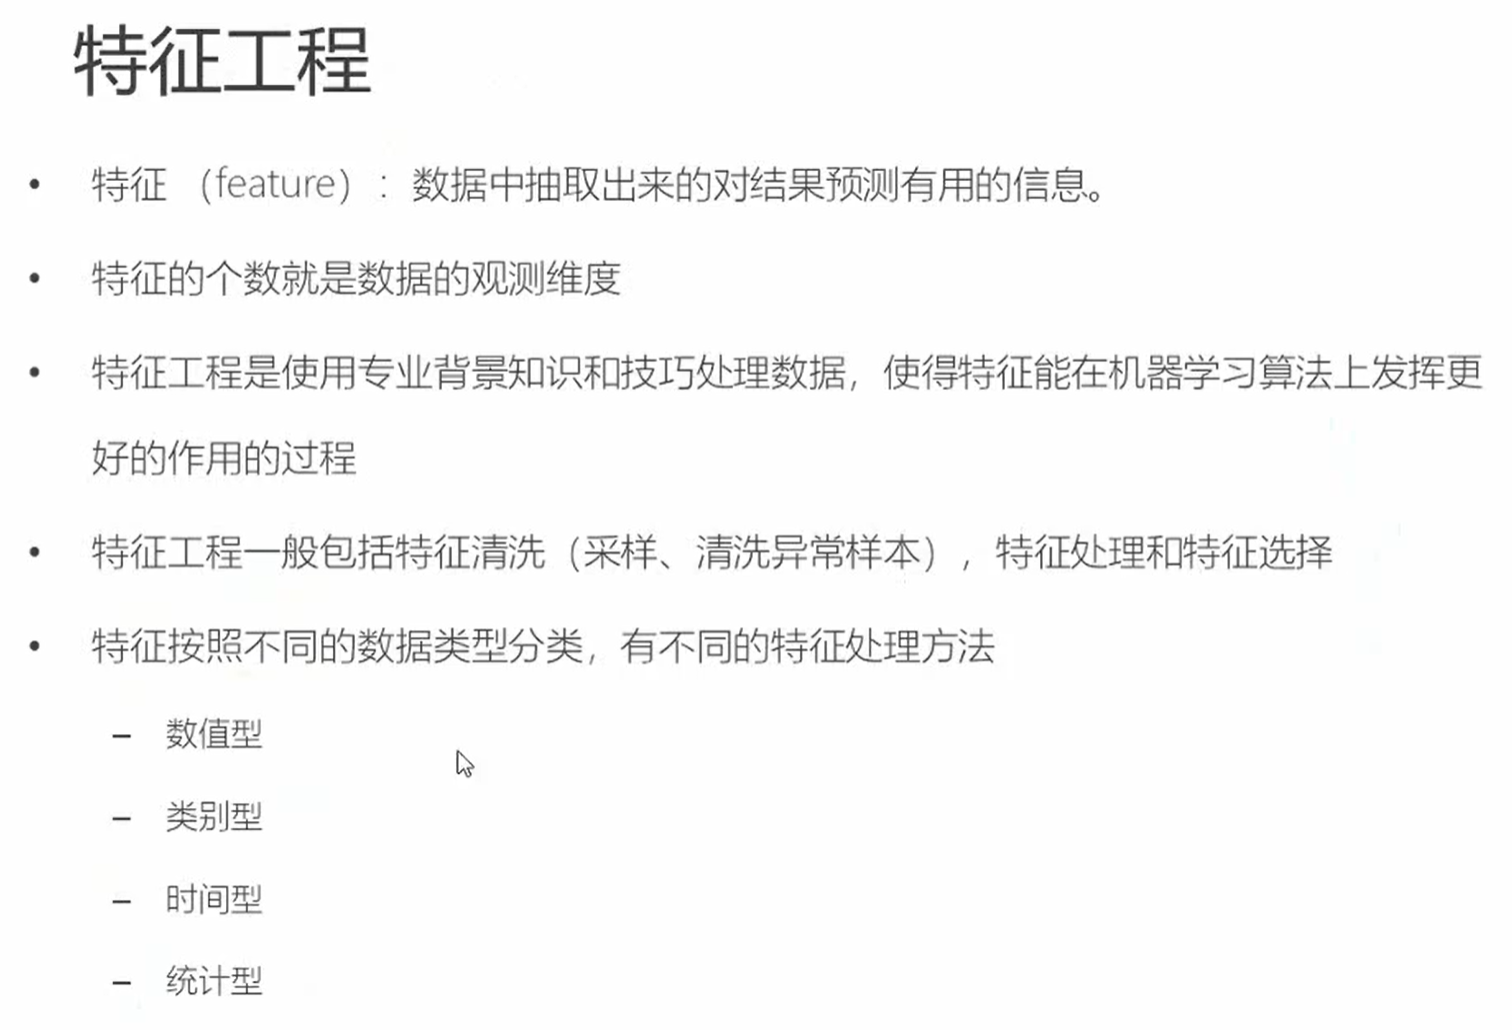 特征工程
• 特征 （feature）：数据中抽取出来的对结果预测有用的信息。
• 特征的个数就是数据的观测维度
• 特征工程是使用专业背景知识和技巧处理数据，使得特征能在机器学习算法上发挥更
好的作用的过程
• 特征工程一般包括特征清洗（采样、清洗异常样本），特征处理和特征选择
• 特征按照不同的数据类型分类，有不同的特征处理方法
– 数值型
– 类别型
– 时间型
– 统计型